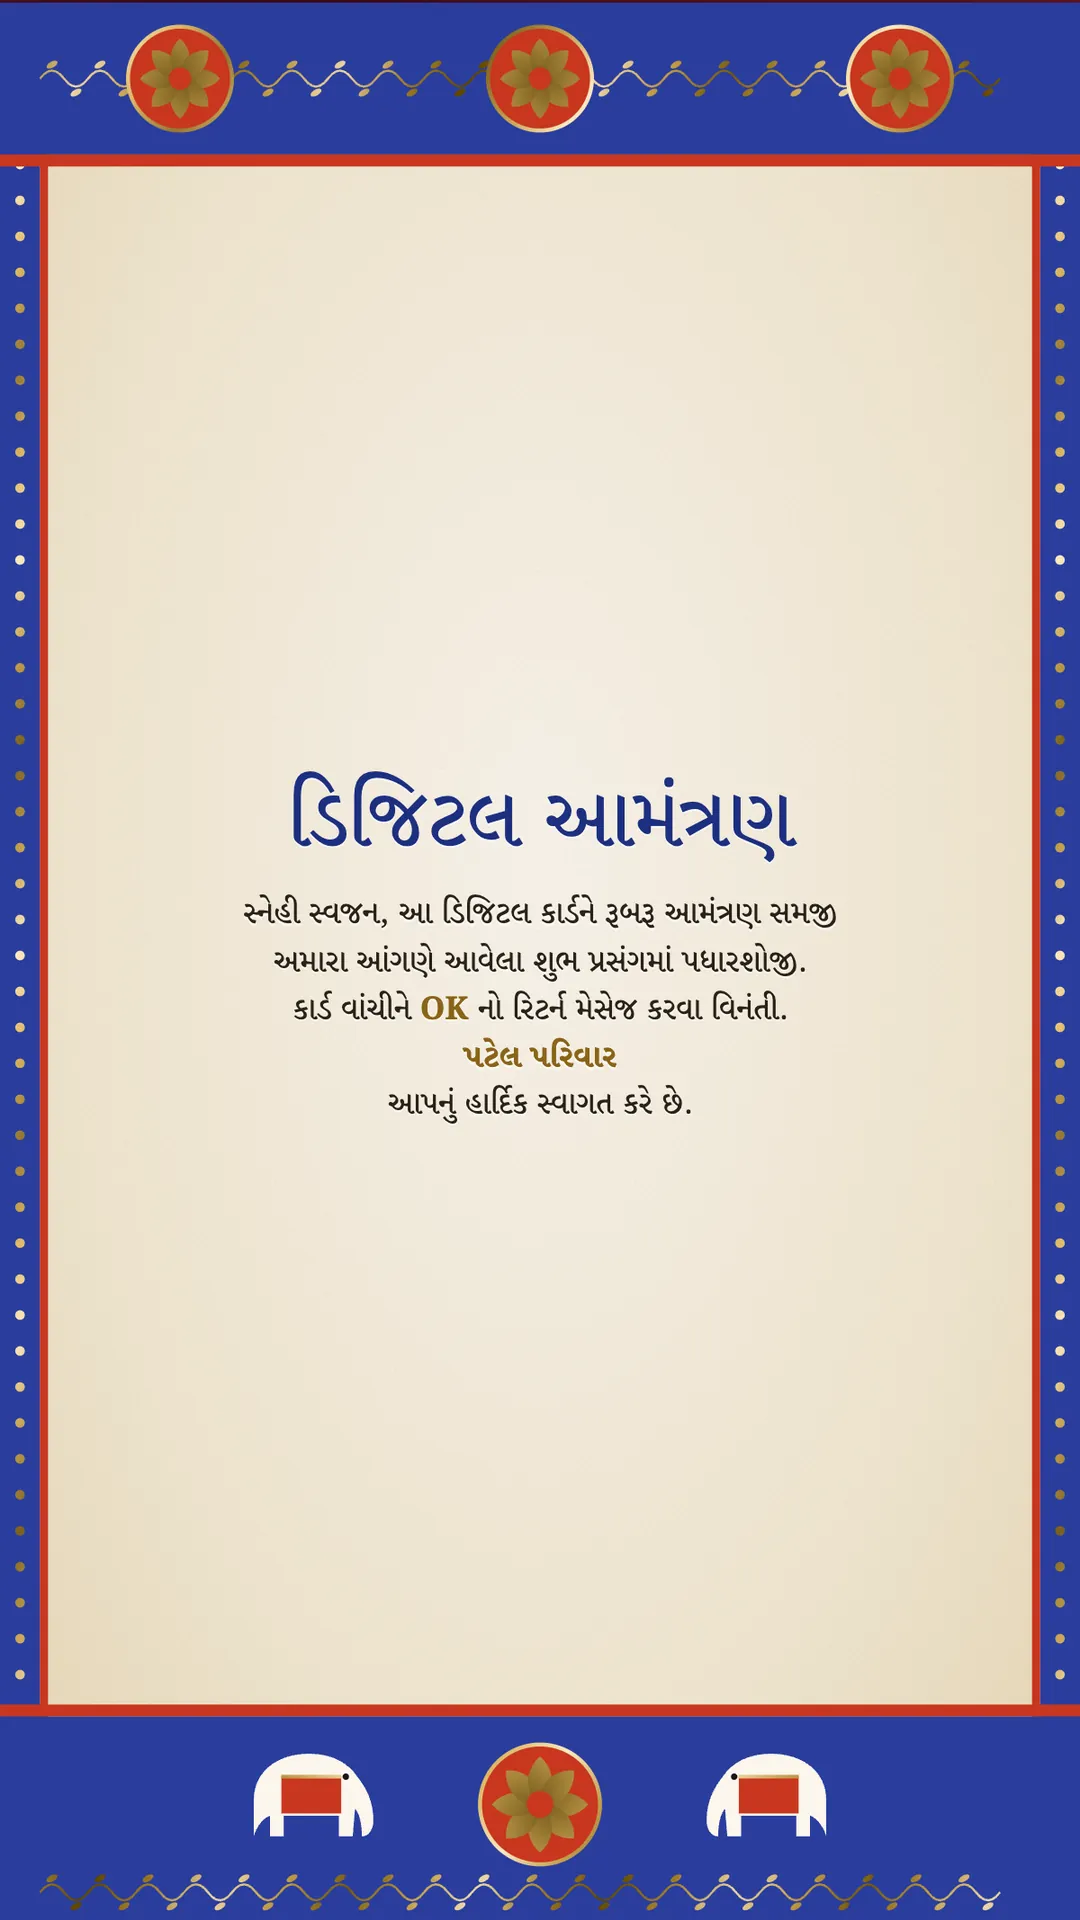 ડિજિટલ આમંત્રણ
સ્નેહી સ્વજન, આ ડિજિટલ કાર્ડને રૂબરૂ આમંત્રણ સમજી
અમારા આંગણે આવેલા શુભ પ્રસંગમાં પધારશોજી.
કાર્ડ વાંચીને OK નો રિટર્ન મેસેજ કરવા વિનંતી.
પટેલ પરિવાર
આપનું હાર્દિક સ્વાગત કરે છે.